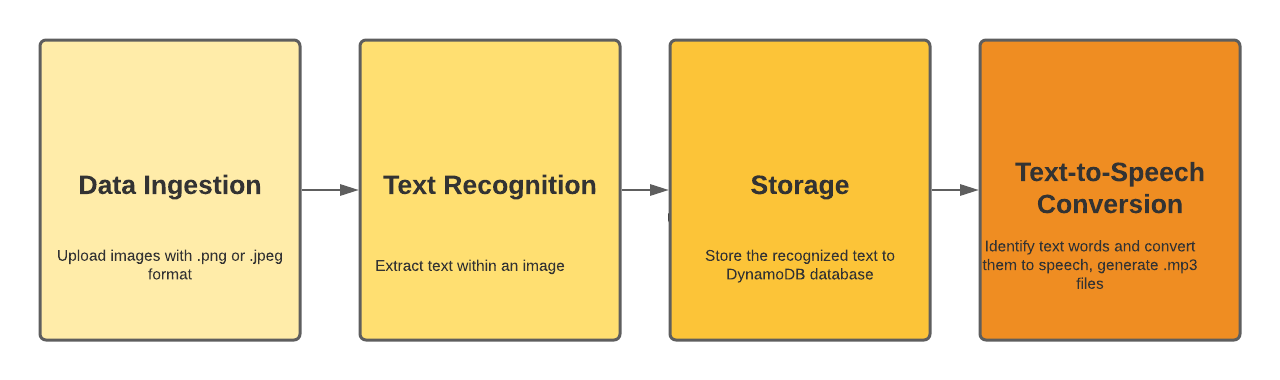 Data Ingestion
Upload images with .png or .jpeg
format
Text Recognition
Extract text within an image
Storage
Store the recognized text to
DynamoDB database
Text-to-Speech
Conversion
Identify text words and convert
them to speech, generate .mp3
files